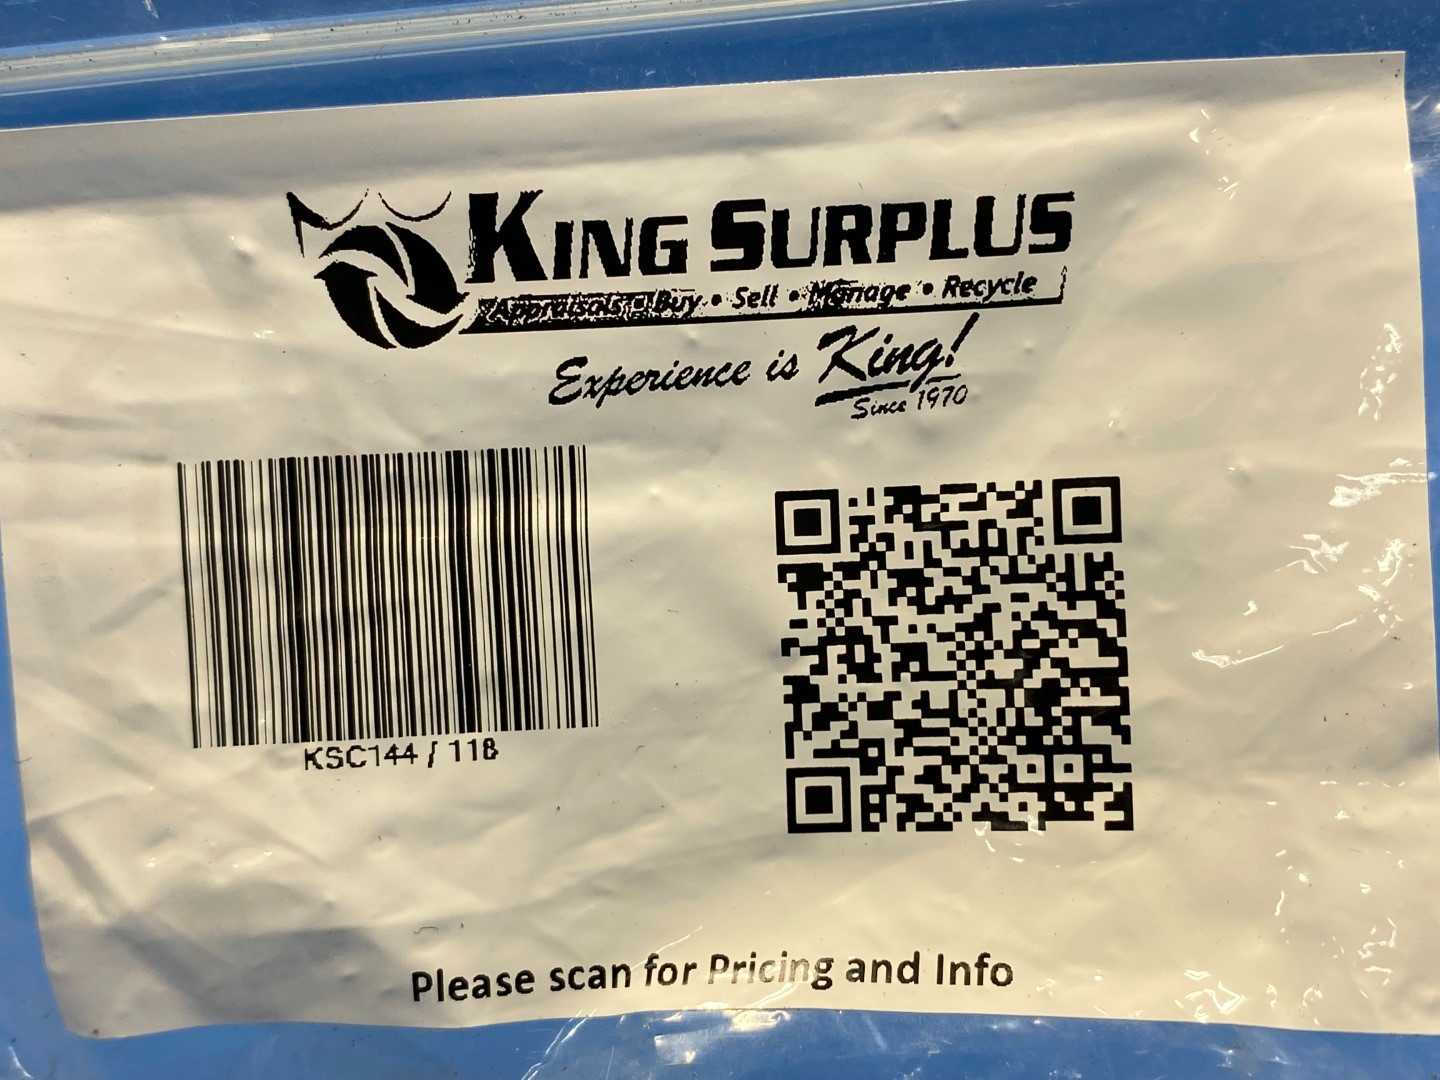 KING SURPLUS
Appraisals • Buy • Sell • Manage • Recycle
Experience is King!
Since 1970
KSC144 / 118
Please scan for Pricing and Info